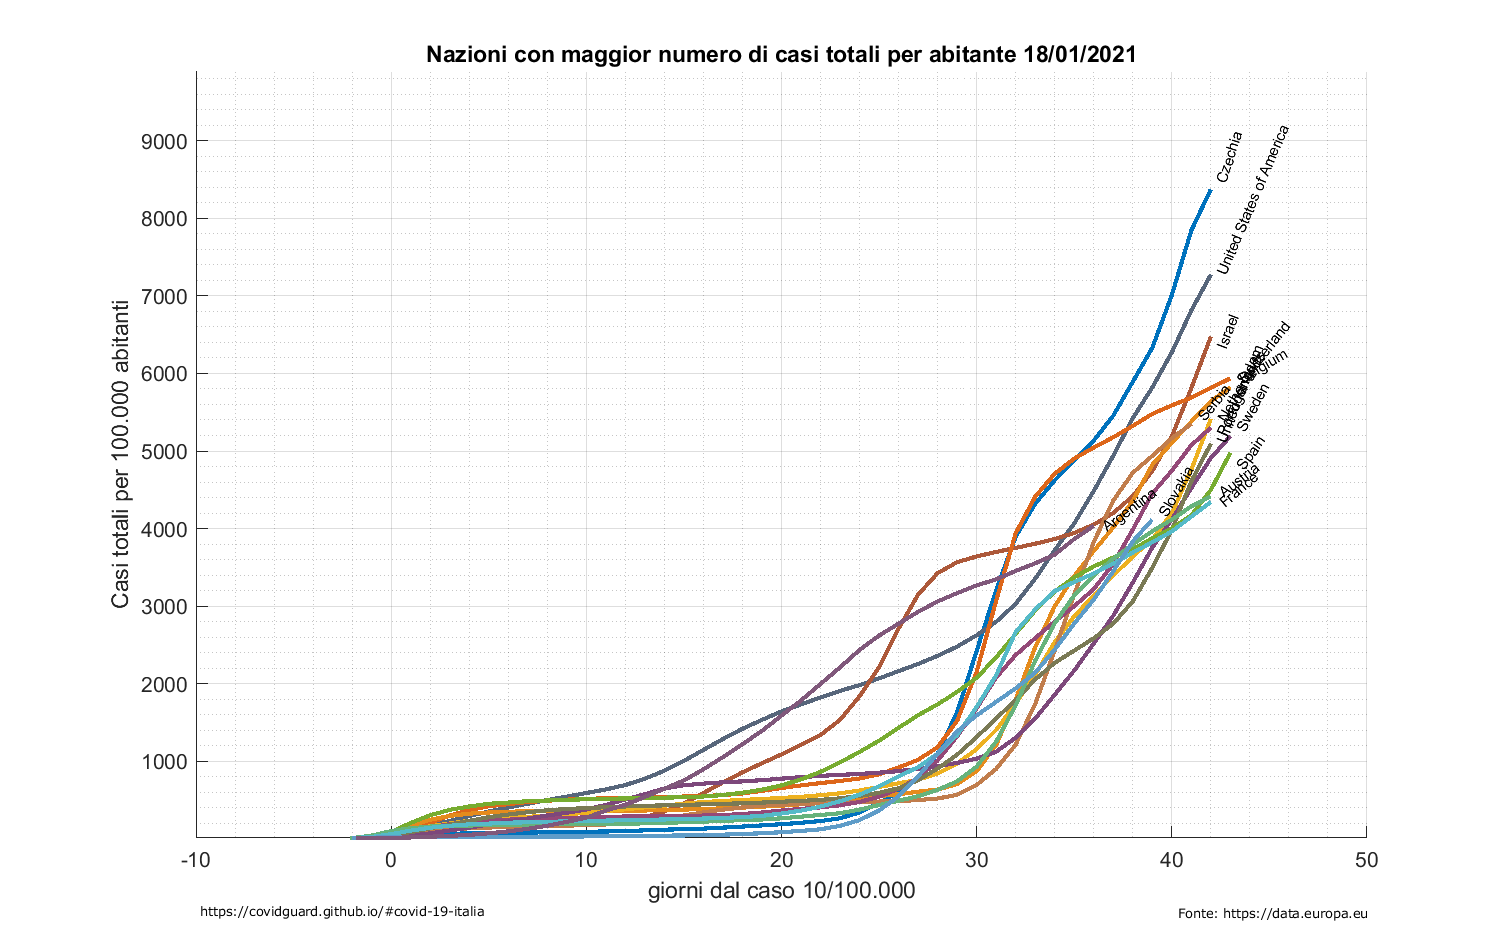 Nazioni con maggior numero di casi totali per abitante 18/01/2021
Casi totali per 100.000 abitanti
9000
8000
7000
6000
5000
4000
3000
2000
1000
-10
0
10
20
30
40
50
giorni dal caso 10/100.000
Czechia
United States of America
Israel
Serbia
Sweden
Spain
Austria
France
Slovakia
Argentina
https://covidguard.github.io/#covid-19-italia
Fonte: https://data.europa.eu